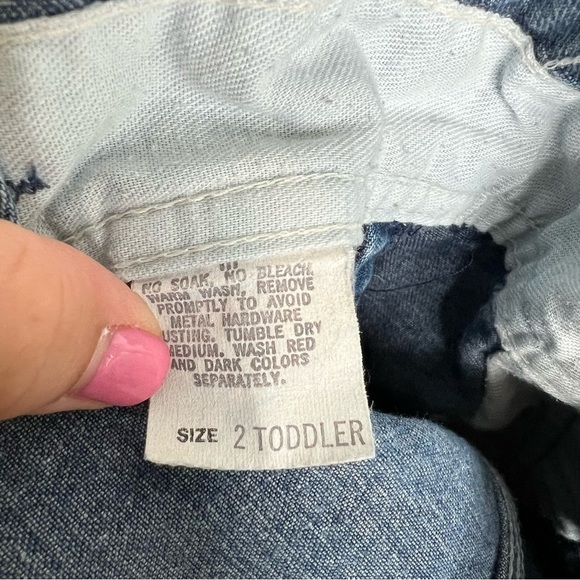 NO SOAK, NO BLEACH.
WARM WASH, REMOVE
PROMPTLY TO AVOID
METAL HARDWARE
USTING. TUMBLE DRY
MEDIUM. WASH RED
AND DARK COLORS
SEPARATELY.
SIZE 2 TODDLER